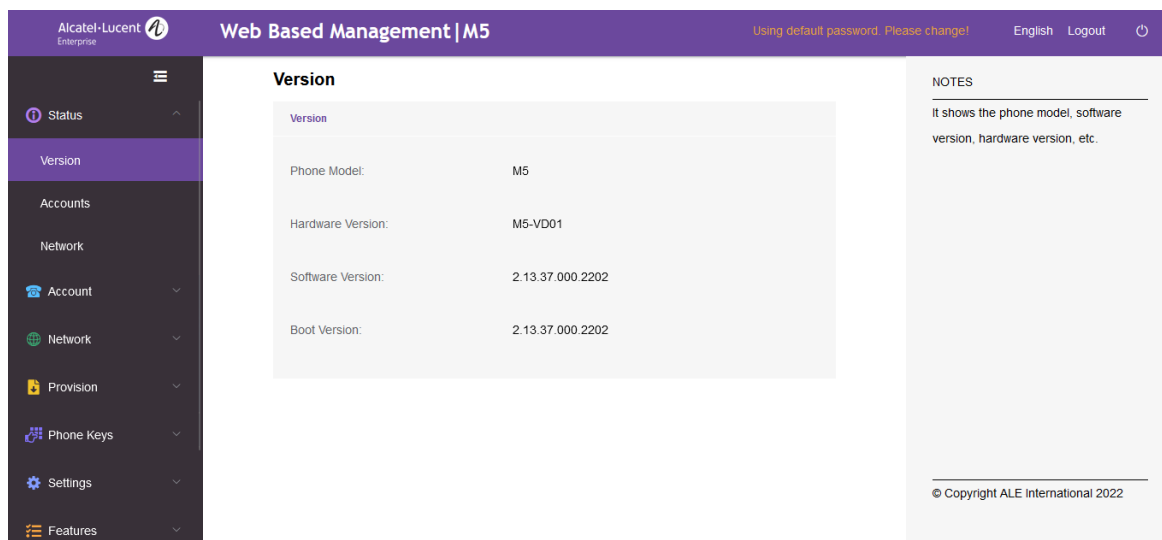 Alcatel·Lucent
Enterprise
Web Based Management | M5
Using default password. Please change!
English
Logout
Status
Version
Accounts
Network
Account
Network
Provision
Phone Keys
Settings
Features
Version
Version
Phone Model: M5
Hardware Version: M5-VD01
Software Version: 2.13.37.000.2202
Boot Version: 2.13.37.000.2202
NOTES
It shows the phone model, software
version, hardware version, etc.
© Copyright ALE International 2022